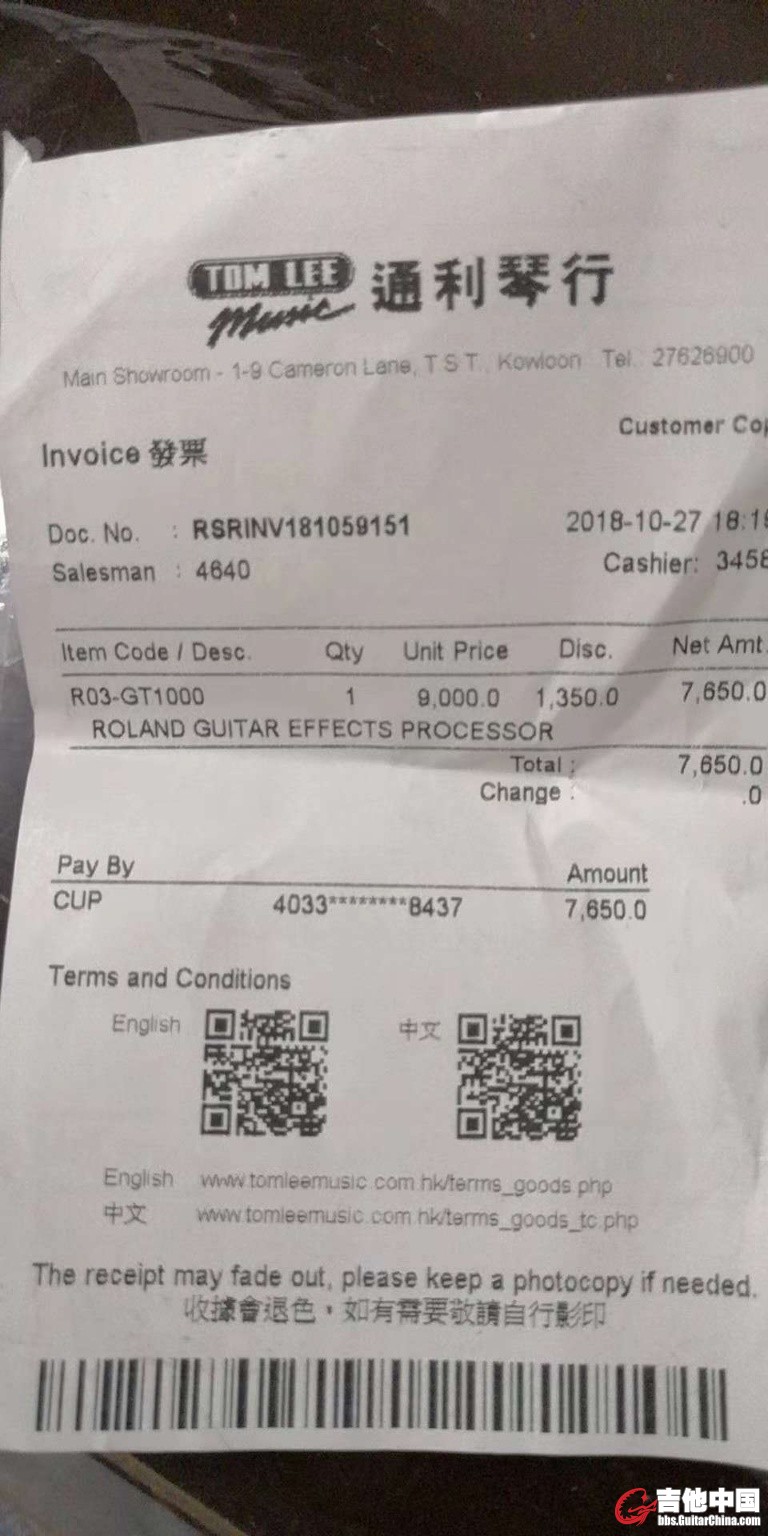 TOM LEE Music 通利琴行
Main Showroom - 1-9 Cameron Lane, T S T., Kowloon Tel. 27626900
Customer Cop
Invoice 發票
Doc. No. : RSRINV181059151 2018-10-27 18:1
Salesman : 4640 Cashier: 3458
Item Code / Desc. Qty Unit Price Disc. Net Amt.
R03-GT1000 1 9,000.0 1,350.0 7,650.0
ROLAND GUITAR EFFECTS PROCESSOR
Total : 7,650.0
Change : .0
Pay By Amount
CUP 4033********8437 7,650.0
Terms and Conditions
English 中文
English www.tomleemusic.com.hk/terms_goods.php
中文 www.tomleemusic.com.hk/terms_goods_tc.php
The receipt may fade out, please keep a photocopy if needed.
收據會退色，如有需要敬請自行影印
吉他中国
bbs.GuitarChina.com